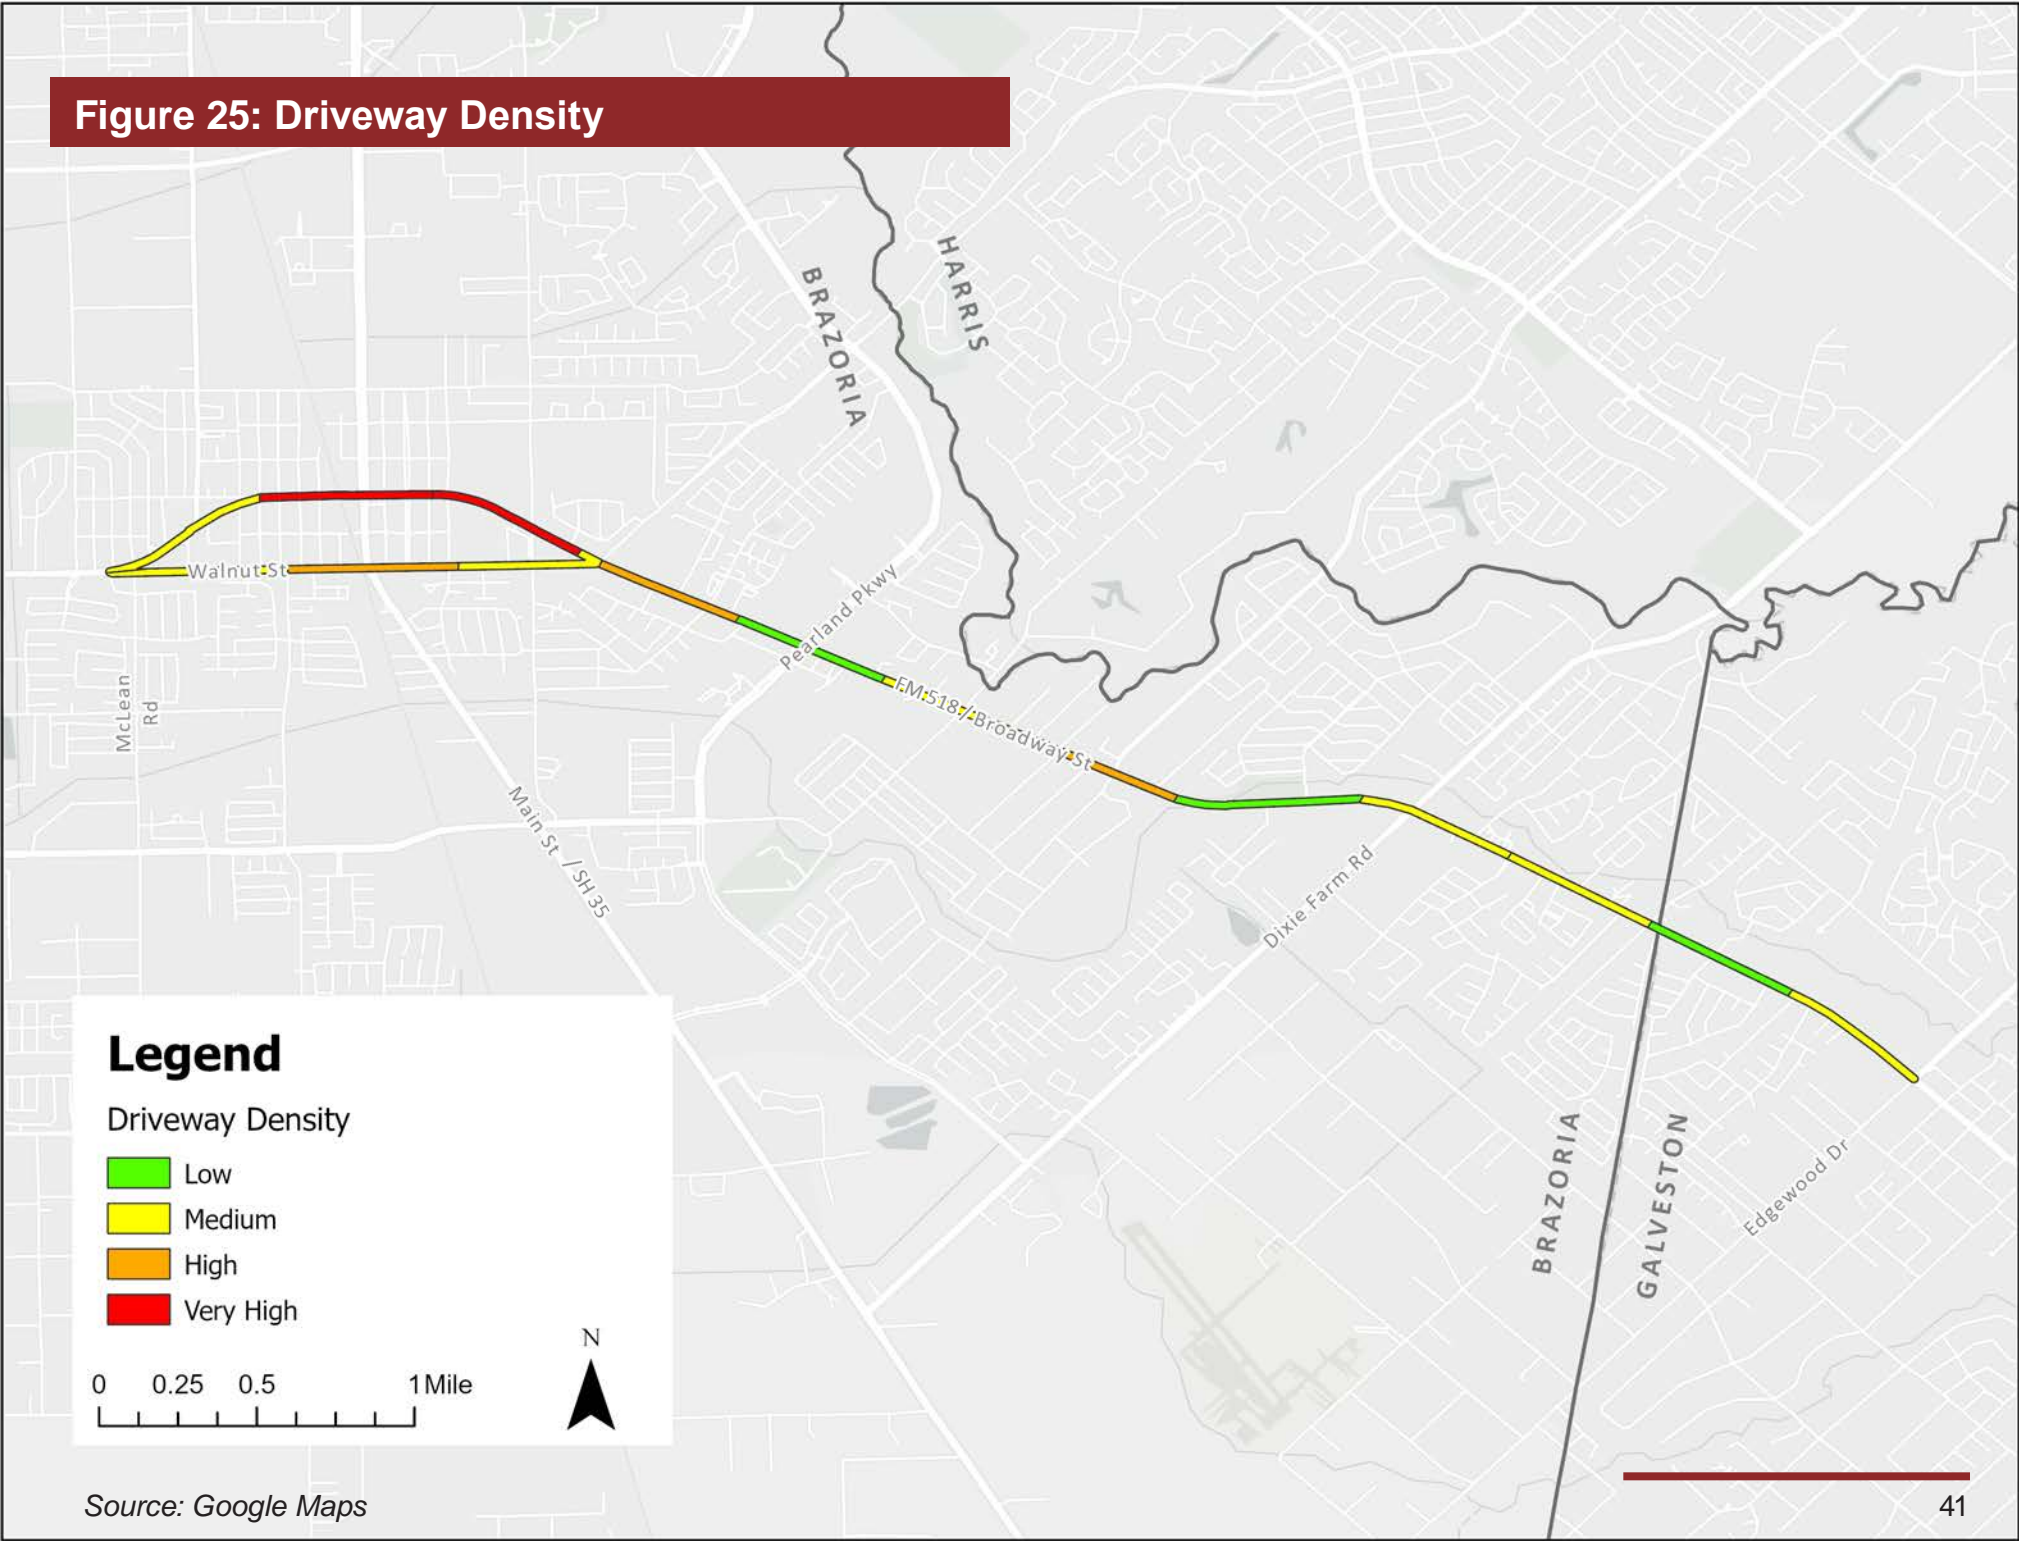 Figure 25: Driveway Density
HARRIS
BRAZORIA
Walnut St
Pearland Pkwy
FM 518 / Broadway St
McLean
Rd
Main St / SH 35
Dixie Farm Rd
BRAZORIA
GALVESTON
Edgewood Dr
Legend
Driveway Density
Low
Medium
High
Very High
N
0 0.25 0.5 1 Mile
Source: Google Maps
41